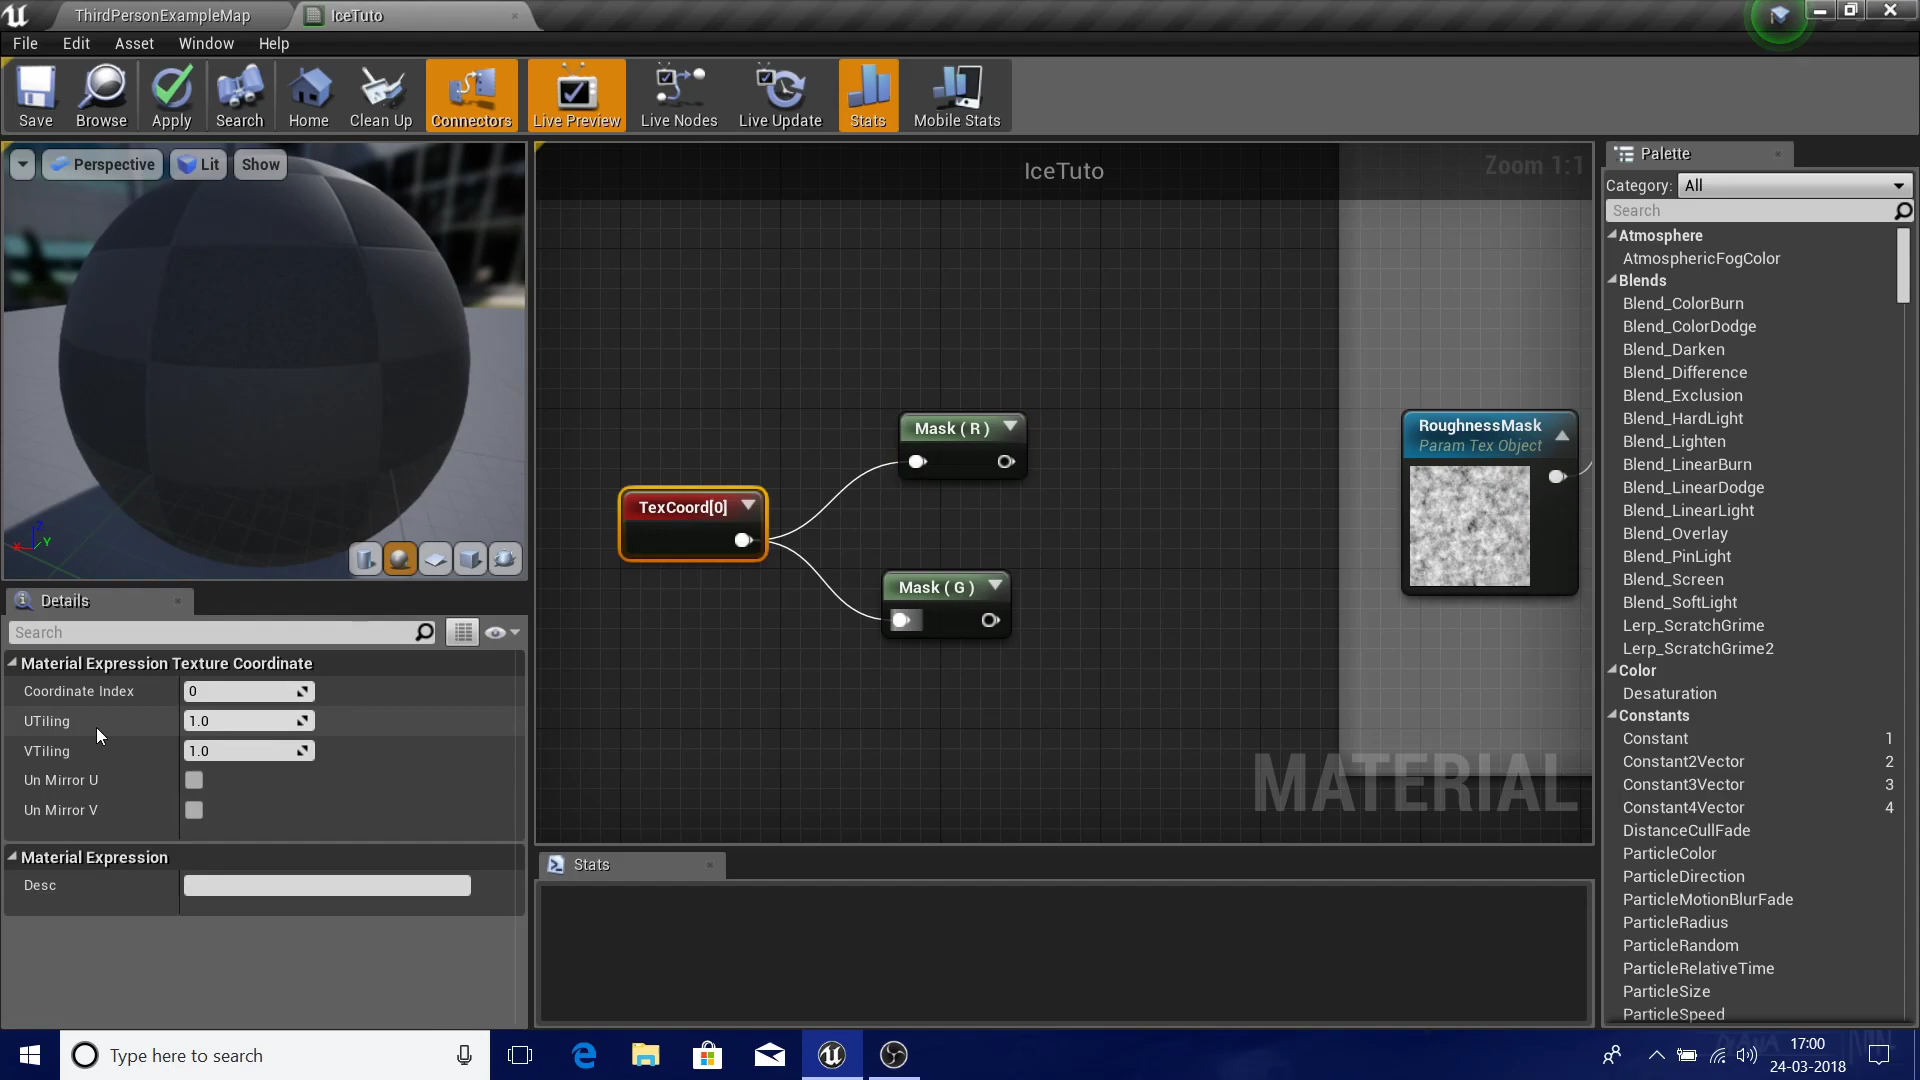 ThirdPersonExampleMap
IceTuto
File
Edit
Asset
Window
Help
Save
Browse
Apply
Search
Home
Clean Up
Connectors
Live Preview
Live Nodes
Live Update
Stats
Mobile Stats
Perspective
Lit
Show
X
Y
Z
IceTuto
Zoom 1:1
Mask ( R )
TexCoord[0]
Mask ( G )
RoughnessMask
Param Tex Object
MATERIAL
Details
Search
Material Expression Texture Coordinate
Coordinate Index
0
UTiling
1.0
VTiling
1.0
Un Mirror U
Un Mirror V
Material Expression
Desc
Stats
Palette
Category:
All
Search
Atmosphere
AtmosphericFogColor
Blends
Blend_ColorBurn
Blend_ColorDodge
Blend_Darken
Blend_Difference
Blend_Exclusion
Blend_HardLight
Blend_Lighten
Blend_LinearBurn
Blend_LinearDodge
Blend_LinearLight
Blend_Overlay
Blend_PinLight
Blend_Screen
Blend_SoftLight
Lerp_ScratchGrime
Lerp_ScratchGrime2
Color
Desaturation
Constants
Constant 1
Constant2Vector 2
Constant3Vector 3
Constant4Vector 4
DistanceCullFade
ParticleColor
ParticleDirection
ParticleMotionBlurFade
ParticleRadius
ParticleRandom
ParticleRelativeTime
ParticleSize
ParticleSpeed
Type here to search
17:00
24-03-2018